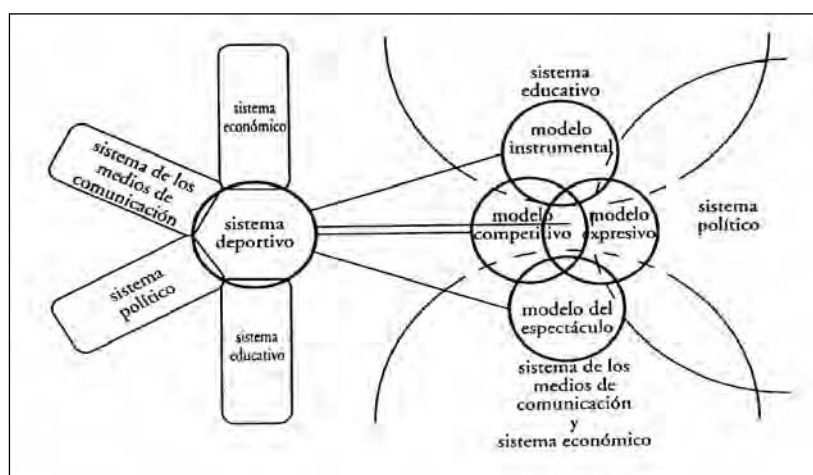 sistema
económico
sistema de los
medios de
comunicación
sistema
deportivo
sistema
político
sistema
educativo
sistema
educativo
modelo
instrumental
modelo
competitivo
modelo
expresivo
sistema
político
modelo del
espectáculo
sistema de los
medios de
comunicación
y
sistema económico